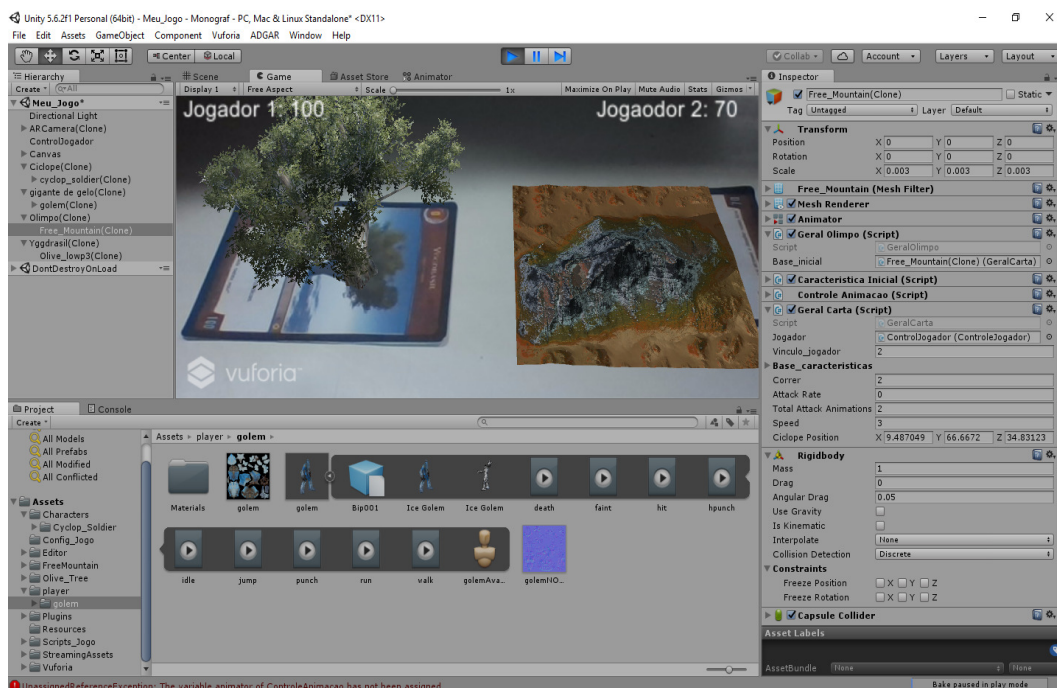 Unity 5.6.2f1 Personal (64bit) - Meu_Jogo - Monograf - PC, Mac & Linux Standalone* <DX11>
File Edit Assets GameObject Component Vuforia ADGAR Window Help
Center Local Collab Account Layers Layout
Hierarchy
Create All
Meu_Jogo*
Directional Light
ARCamera(Clone)
ControlJogador
Canvas
Ciclope(Clone)
cyclop_soldier(Clone)
gigante de gelo(Clone)
golem(Clone)
Olimpo(Clone)
Free_Mountain(Clone)
Yggdrasil(Clone)
Olive_lowp3(Clone)
DontDestroyOnLoad
Scene Game Asset Store Animator
Display 1 Free Aspect Scale 1x Maximize On Play Mute Audio Stats Gizmos
Jogador 1: 100 Jogaodor 2: 70
100
vuforia
Inspector
Free_Mountain(Clone) Static
Tag Untagged Layer Default
Transform
Position X 0 Y 0 Z 0
Rotation X 0 Y 0 Z 0
Scale X 0.003 Y 0.003 Z 0.003
Free_Mountain (Mesh Filter)
Mesh Renderer
Animator
Geral Olimpo (Script)
Script GeralOlimpo
Base_inicial Free_Mountain(Clone) (GeralCarta)
Caracteristica Inicial (Script)
Controle Animacao (Script)
Geral Carta (Script)
Script GeralCarta
Jogador ControlJogador (ControleJogador)
Vinculo_jogador 2
Base_caracteristicas
Correr 2
Attack Rate 0
Total Attack Animations 2
Speed 3
Ciclope Position X 9.487049 Y 66.6672 Z 34.83123
Rigidbody
Mass 1
Drag 0
Angular Drag 0.05
Use Gravity
Is Kinematic
Interpolate None
Collision Detection Discrete
Constraints
Freeze Position X Y Z
Freeze Rotation X Y Z
Capsule Collider
Asset Labels
AssetBundle None None
Project Console
Create
All Models
All Prefabs
All Modified
All Conflicted
Assets
Characters
Cyclop_Soldier
Config_Jogo
Editor
FreeMountain
Olive_Tree
player
golem
Plugins
Resources
Scripts_Jogo
StreamingAssets
Vuforia
Assets player golem
Materials golem golem Bip001 Ice Golem Ice Golem death faint hit hpunch
idle jump punch run walk golemAva... golemNO...
UnassignedReferenceException: The variable animator of ControleAnimacao has not been assigned.
Bake paused in play mode